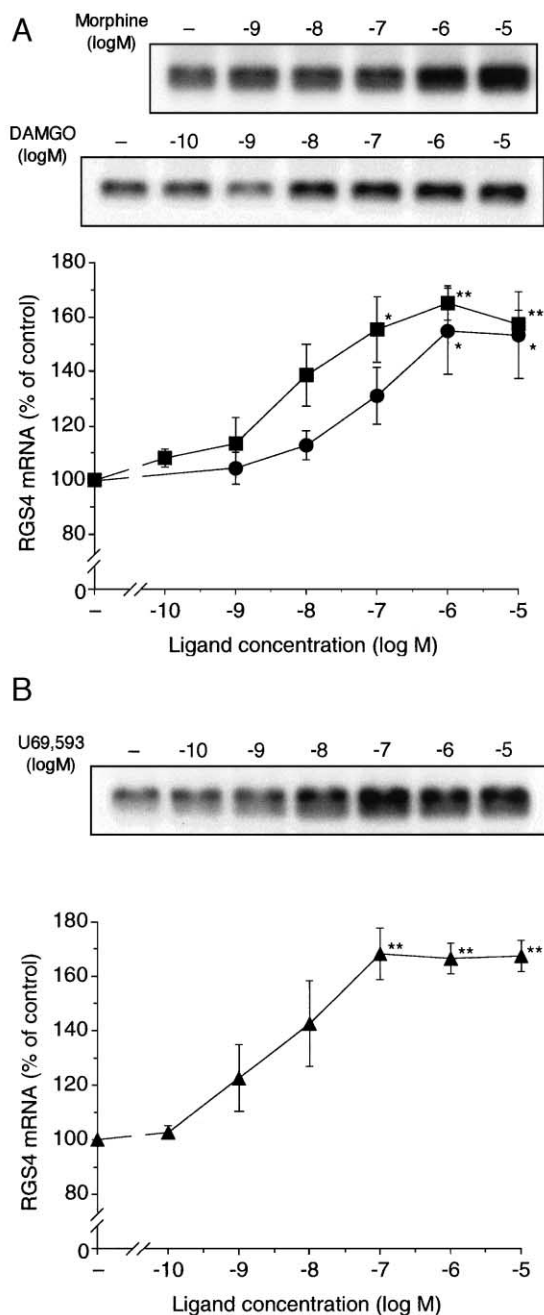 A
Morphine
(logM)
– -9 -8 -7 -6 -5
DAMGO
(logM)
– -10 -9 -8 -7 -6 -5
RGS4 mRNA (% of control)
180
160
140
120
100
80
0
*
**
**
*
*
– -10 -9 -8 -7 -6 -5
Ligand concentration (log M)
B
U69,593
(logM)
– -10 -9 -8 -7 -6 -5
RGS4 mRNA (% of control)
180
160
140
120
100
80
0
** ** **
– -10 -9 -8 -7 -6 -5
Ligand concentration (log M)